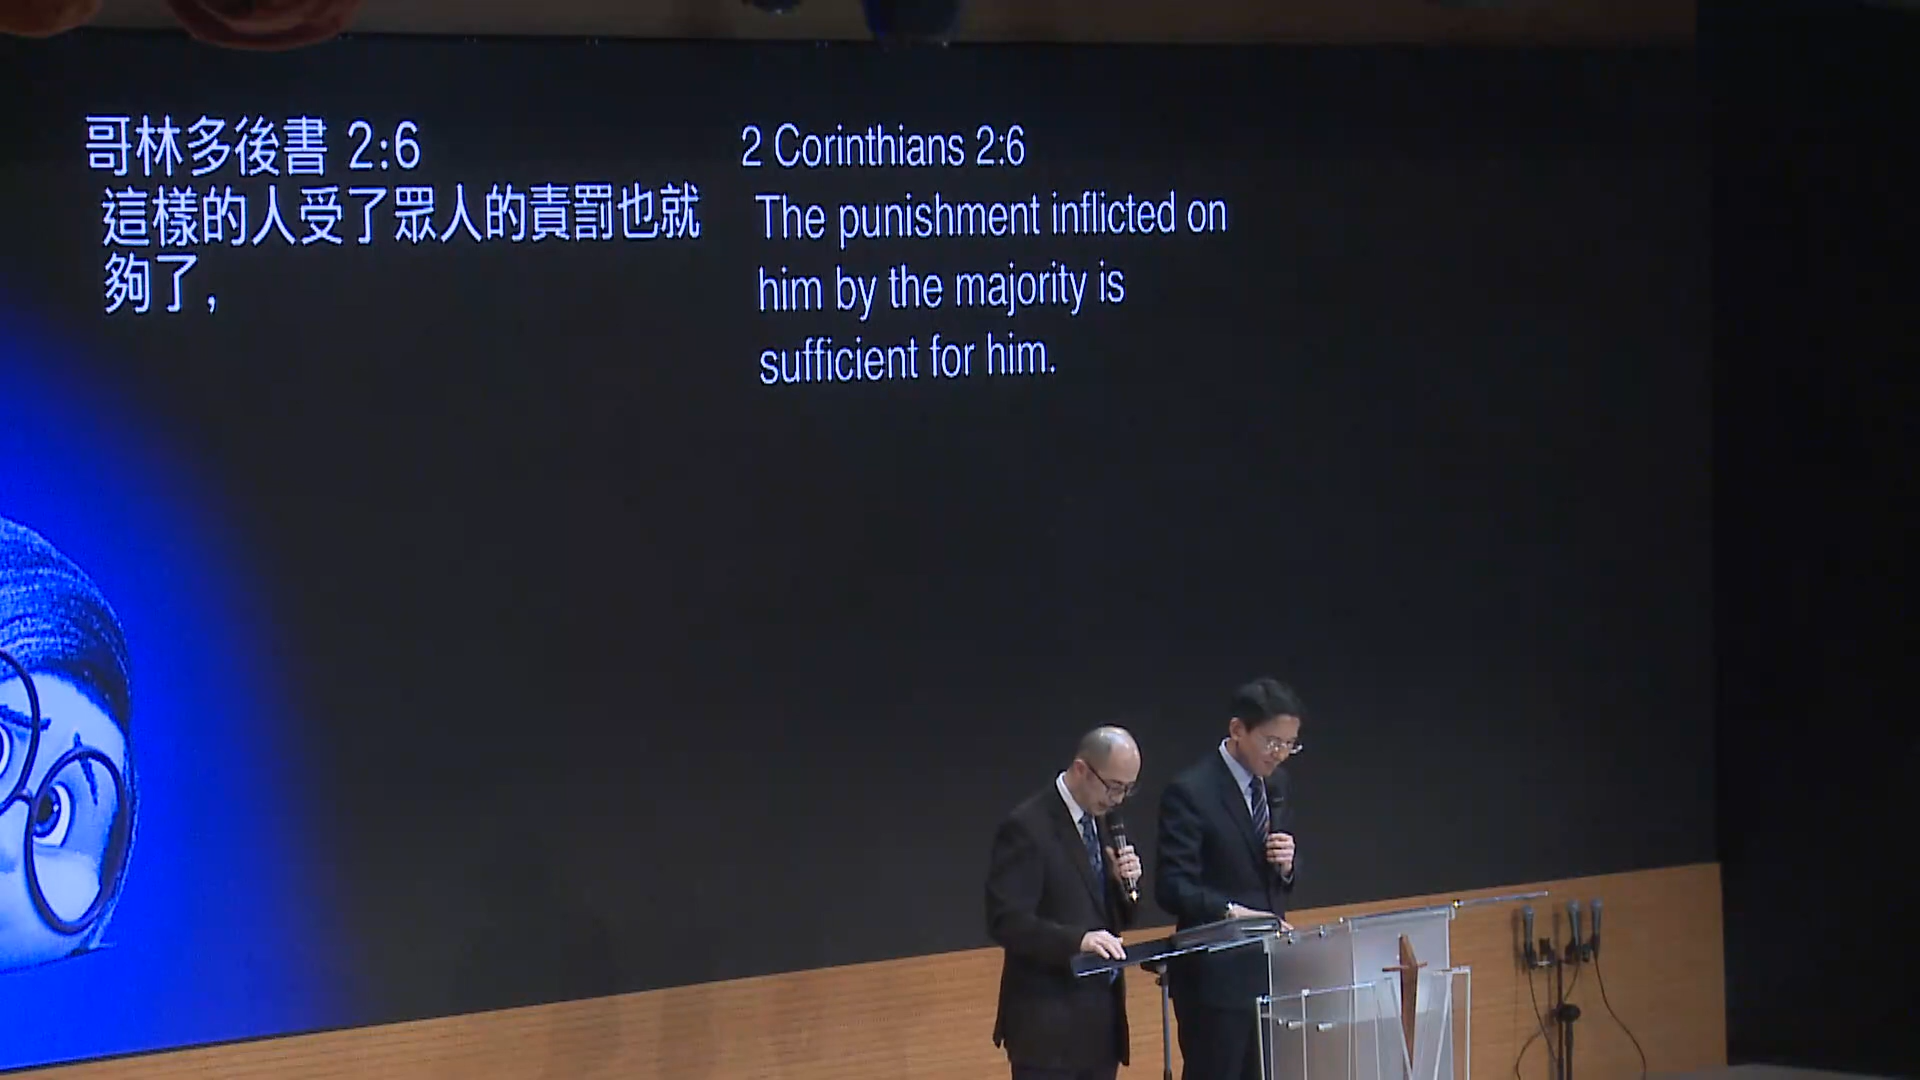 哥林多後書 2:6
這樣的人受了眾人的責罰也就
夠了，
2 Corinthians 2:6
The punishment inflicted on
him by the majority is
sufficient for him.